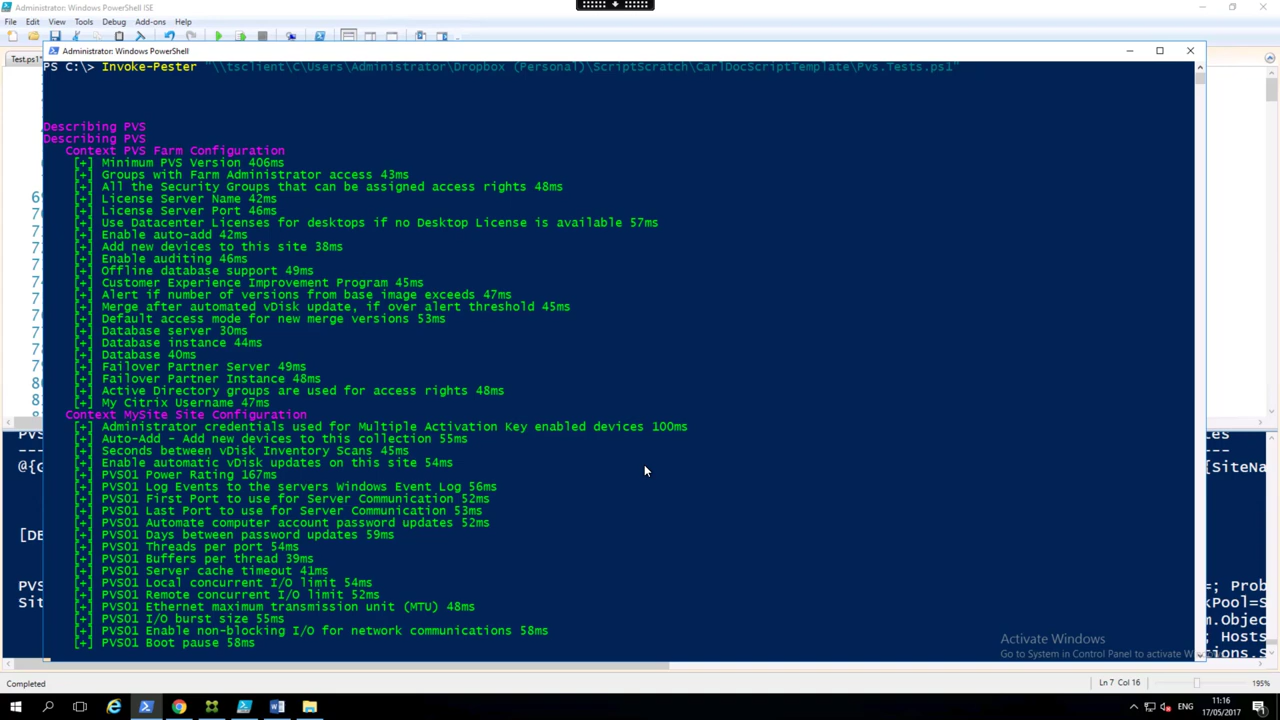 Administrator: Windows PowerShell ISE
File Edit View Tools Debug Add-ons Help
Test.ps1*
Administrator: Windows PowerShell
PS C:\> Invoke-Pester "\\tsclient\C\Users\Administrator\Dropbox (Personal)\ScriptScratch\CarlDocScriptTemplate\Pvs.Tests.ps1"
Describing PVS
Describing PVS
Context PVS Farm Configuration
[+] Minimum PVS Version 406ms
[+] Groups with Farm Administrator access 43ms
[+] All the Security Groups that can be assigned access rights 48ms
[+] License Server Name 42ms
[+] License Server Port 46ms
[+] Use Datacenter Licenses for desktops if no Desktop License is available 57ms
[+] Enable auto-add 42ms
[+] Add new devices to this site 38ms
[+] Enable auditing 46ms
[+] Offline database support 49ms
[+] Customer Experience Improvement Program 45ms
[+] Alert if number of versions from base image exceeds 47ms
[+] Merge after automated vDisk update, if over alert threshold 45ms
[+] Default access mode for new merge versions 53ms
[+] Database server 30ms
[+] Database instance 44ms
[+] Database 40ms
[+] Failover Partner Server 49ms
[+] Failover Partner Instance 48ms
[+] Active Directory groups are used for access rights 48ms
[+] My Citrix Username 47ms
Context MySite Site Configuration
[+] Administrator credentials used for Multiple Activation Key enabled devices 100ms
[+] Auto-Add - Add new devices to this collection 55ms
[+] Seconds between vDisk Inventory Scans 45ms
[+] Enable automatic vDisk updates on this site 54ms
[+] PVS01 Power Rating 167ms
[+] PVS01 Log Events to the servers Windows Event Log 56ms
[+] PVS01 First Port to use for Server Communication 52ms
[+] PVS01 Last Port to use for Server Communication 53ms
[+] PVS01 Automate computer account password updates 52ms
[+] PVS01 Days between password updates 59ms
[+] PVS01 Threads per port 54ms
[+] PVS01 Buffers per thread 39ms
[+] PVS01 Server cache timeout 41ms
[+] PVS01 Local concurrent I/O limit 54ms
[+] PVS01 Remote concurrent I/O limit 52ms
[+] PVS01 Ethernet maximum transmission unit (MTU) 48ms
[+] PVS01 I/O burst size 55ms
[+] PVS01 Enable non-blocking I/O for network communications 58ms
[+] PVS01 Boot pause 58ms
Activate Windows
Go to System in Control Panel to activate
Completed
Ln 7 Col 16
195%
ENG
11:16
17/05/2017